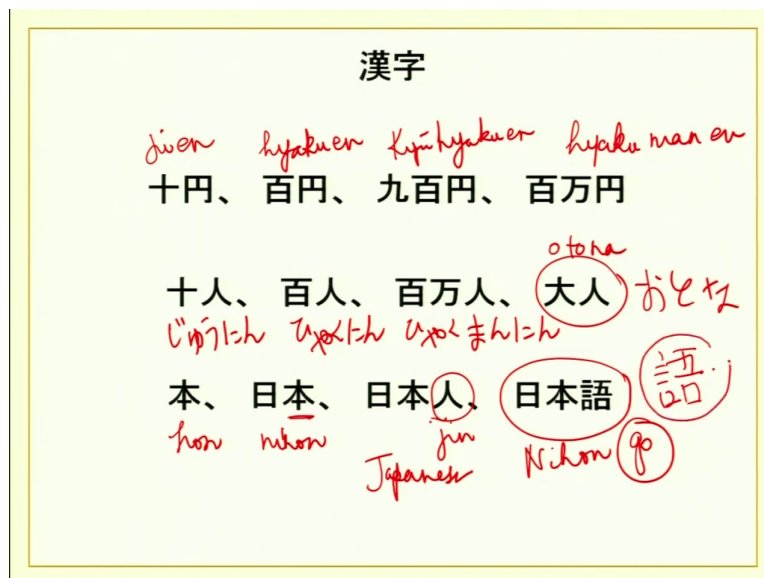 漢字
jūen hyakuen Kyūhyakuen hyaku man en
十円、 百円、 九百円、 百万円
otona
十人、 百人、 百万人、 大人 おとな
じゅうにん ひゃくにん ひゃくまんにん
本、 日本、 日本人、 日本語 語
hon nihon jin Nihon go
Japanese